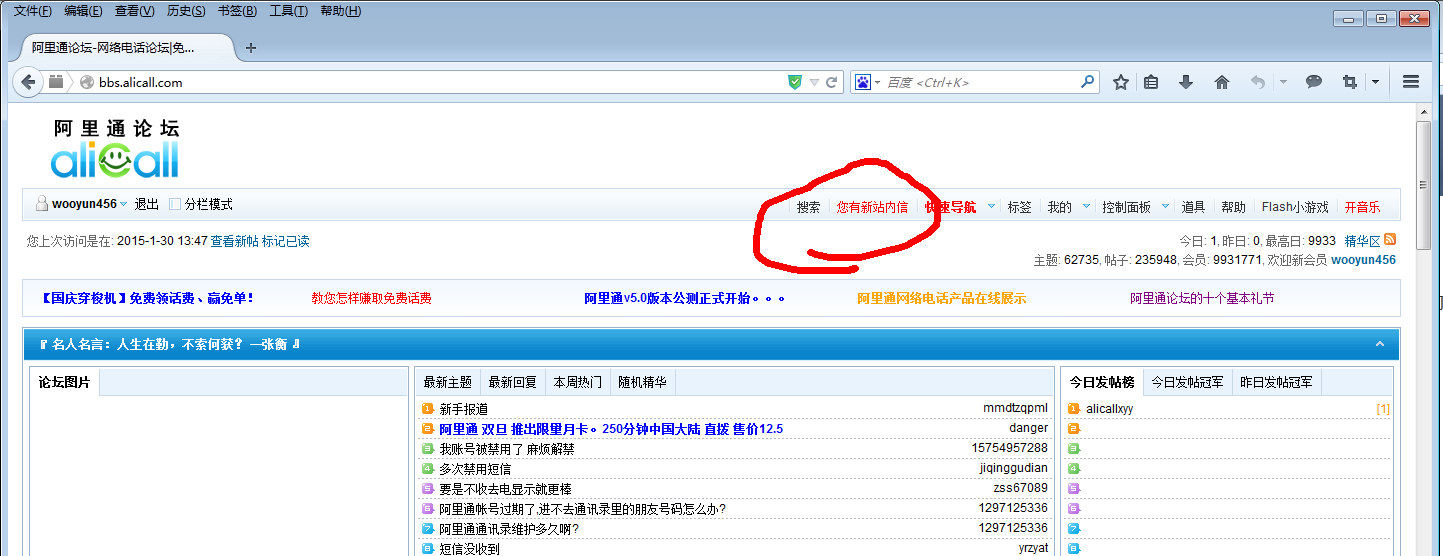 文件(F) 编辑(E) 查看(V) 历史(S) 书签(B) 工具(T) 帮助(H)
阿里通论坛-网络电话论坛|免...
bbs.alicall.com 百度 <Ctrl+K>
阿里通论坛
alicall
wooyun456 退出 分栏模式 搜索 您有新站内信 快速导航 标签 我的 控制面板 道具 帮助 Flash小游戏 开音乐
您上次访问是在: 2015-1-30 13:47 查看新帖 标记已读 今日: 1, 昨日: 0, 最高日: 9933 精华区
主题: 62735, 帖子: 235948, 会员: 9931771, 欢迎新会员 wooyun456
【国庆穿梭机】免费领话费、赢免单! 教您怎样赚取免费话费 阿里通v5.0版本公测正式开始。。。 阿里通网络电话产品在线展示 阿里通论坛的十个基本礼节
『 名人名言：人生在勤，不索何获？—张衡 』
论坛图片 最新主题 最新回复 本周热门 随机精华 今日发帖榜 今日发帖冠军 昨日发帖冠军
1 新手报道 mmdtzqpml 1 alicallxyy [1]
2 阿里通 双旦 推出限量月卡。250分钟中国大陆 直拨 售价12.5 danger 2
3 我账号被禁用了 麻烦解禁 15754957288 3
4 多次禁用短信 jiqinggudian 4
5 要是不收去电显示就更棒 zss67089 5
6 阿里通帐号过期了,进不去通讯录里的朋友号码怎么办? 1297125336 6
7 阿里通通讯录维护多久啊? 1297125336 7
8 短信没收到 yrzyat 8